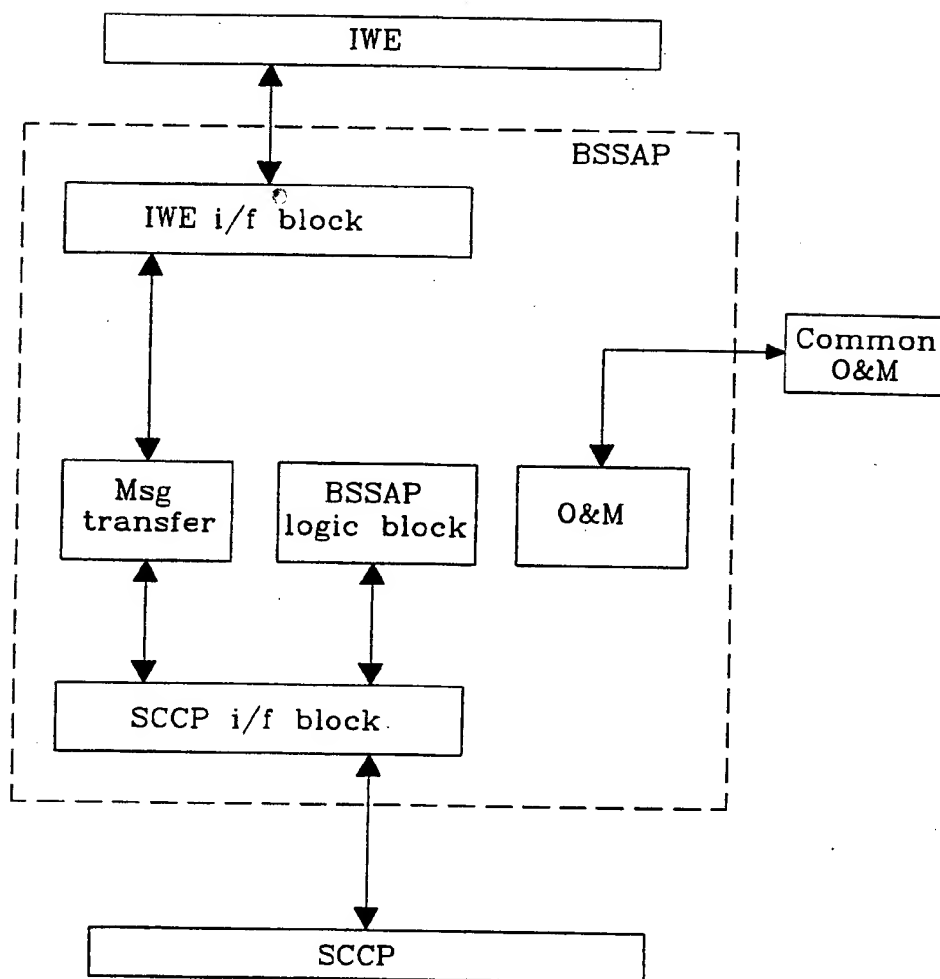 IWE
BSSAP
IWE i/f block
Common
O&M
Msg
transfer
BSSAP
logic block
O&M
SCCP i/f block
SCCP